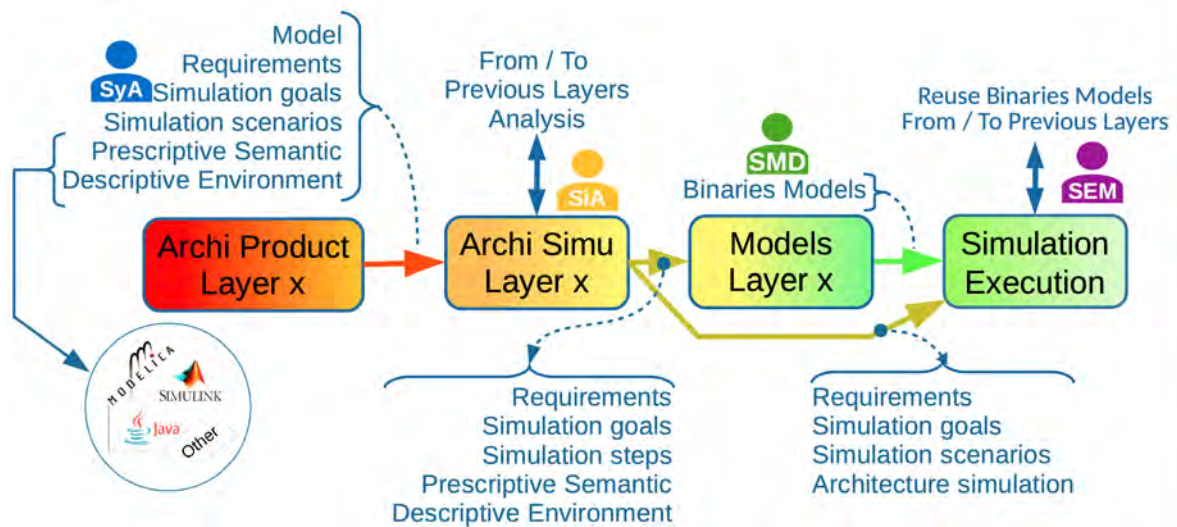 Model
Requirements
SyA
Simulation goals
Simulation scenarios
Prescriptive Semantic
Descriptive Environment
From / To
Previous Layers
Analysis
SiA
SMD
Binaries Models
Reuse Binaries Models
From / To Previous Layers
SEM
Archi Product
Layer x
Archi Simu
Layer x
Models
Layer x
Simulation
Execution
MODELICA
SIMULINK
Java
Other
Requirements
Simulation goals
Simulation steps
Prescriptive Semantic
Descriptive Environment
Requirements
Simulation goals
Simulation scenarios
Architecture simulation